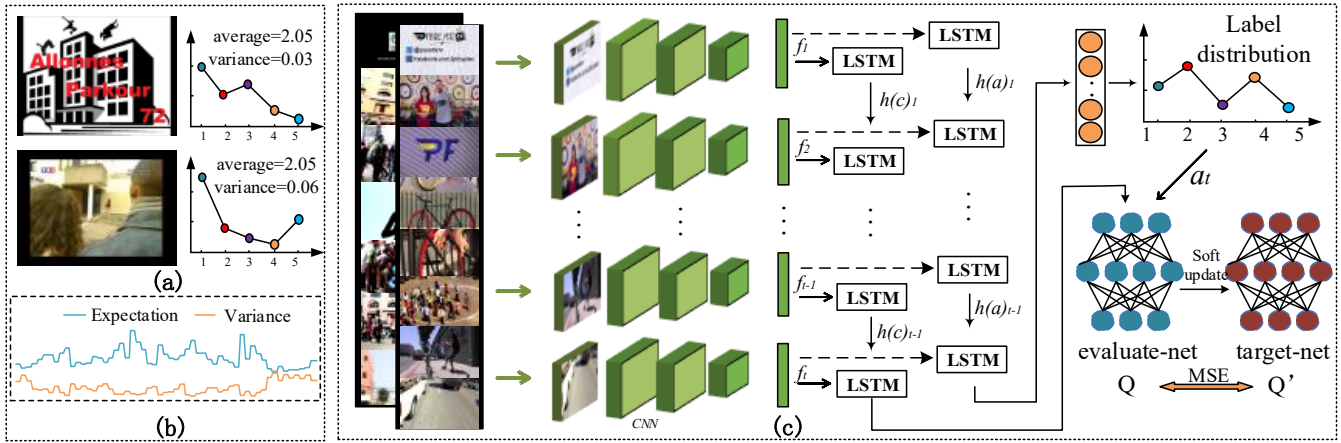 Allonnes
Parkour
72
average=2.05
variance=0.03
1 2 3 4 5
average=2.05
variance=0.06
1 2 3 4 5
(a)
Expectation
Variance
(b)
f1
LSTM
LSTM
h(c)1
h(a)1
PF
f2
LSTM
LSTM
ft-1
LSTM
LSTM
h(c)t-1
h(a)t-1
ft
LSTM
LSTM
CNN
(c)
Label
distribution
1 2 3 4 5
at
Soft
update
evaluate-net
target-net
Q
MSE
Q’